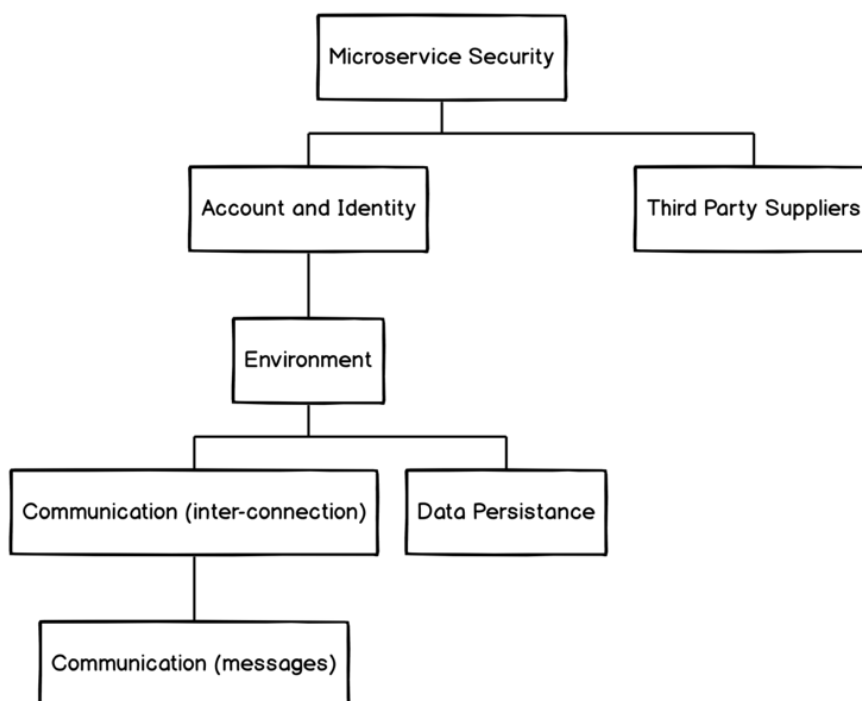 Microservice Security
Account and Identity
Third Party Suppliers
Environment
Communication (inter-connection)
Data Persistance
Communication (messages)